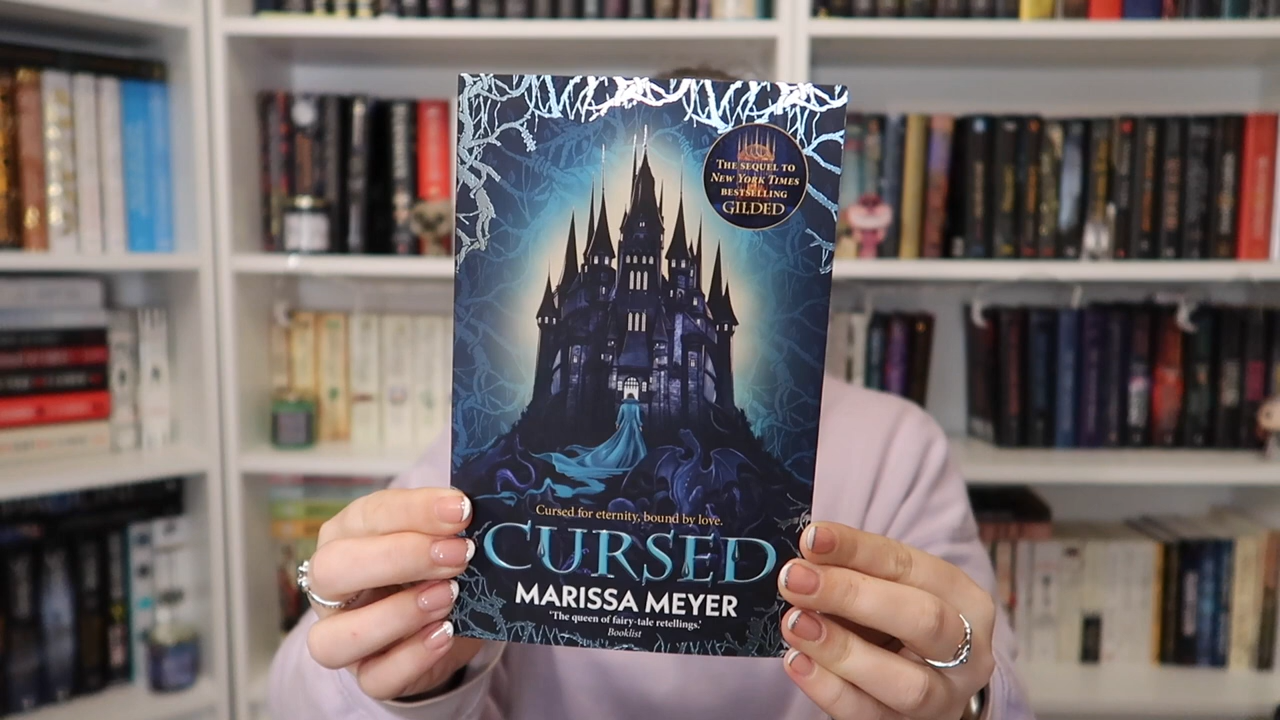 THE SEQUEL TO
NEW YORK TIMES
BESTSELLING
GILDED
Cursed for eternity, bound by love.
CURSED
MARISSA MEYER
'The queen of fairy-tale retellings.'
Booklist